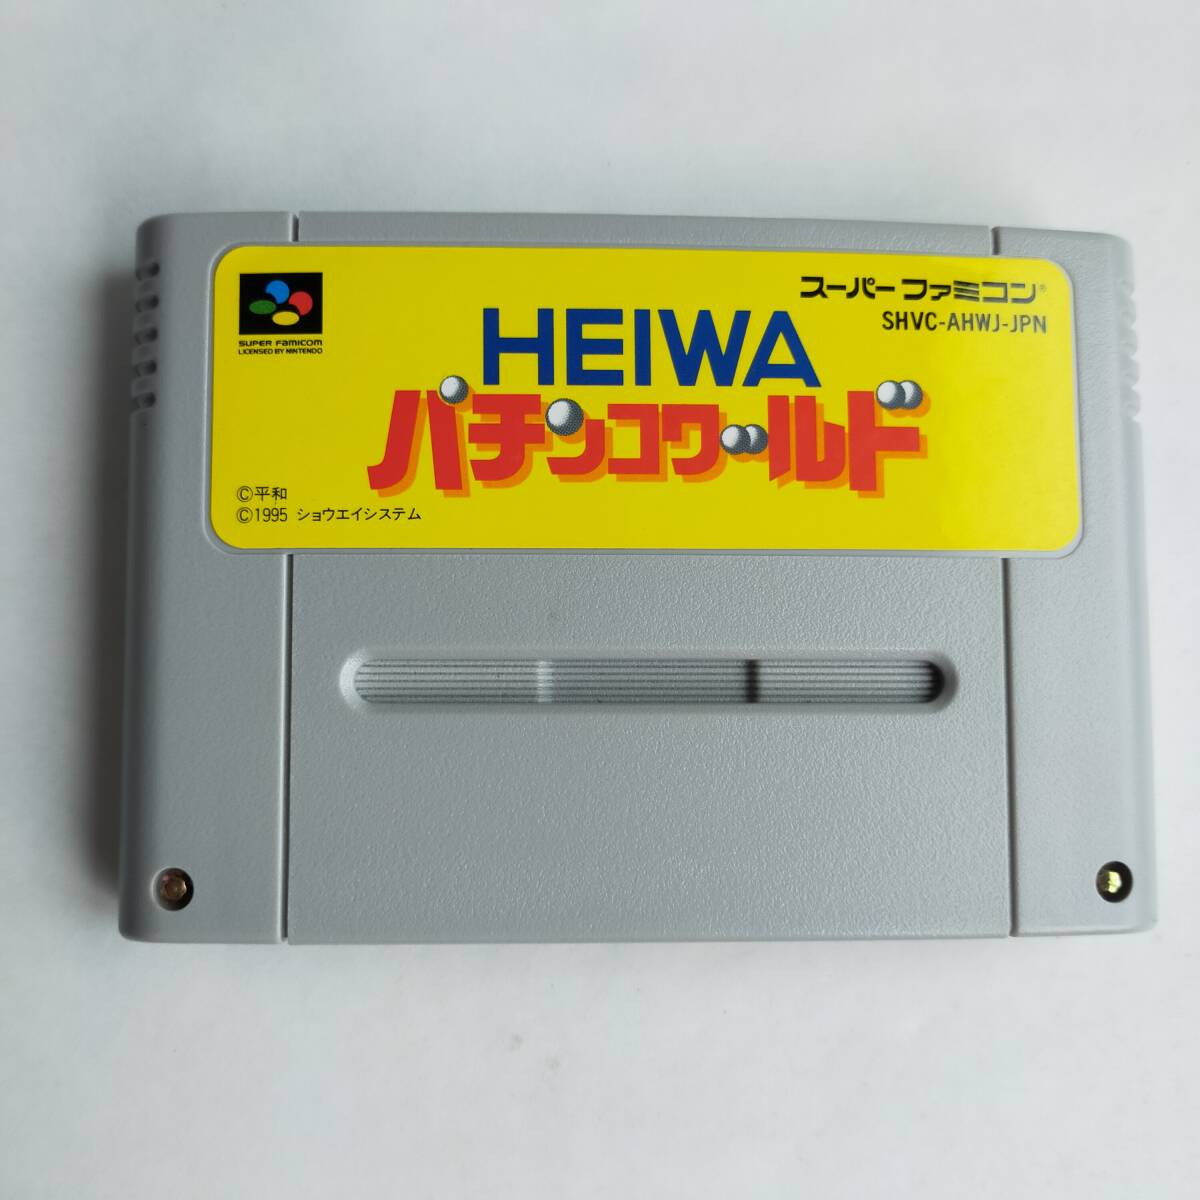 スーパーファミコン®
SHVC-AHWJ-JPN
SUPER FAMICOM
LICENSED BY NINTENDO
HEIWA
パチンコワールド
©平和
©1995 ショウエイシステム